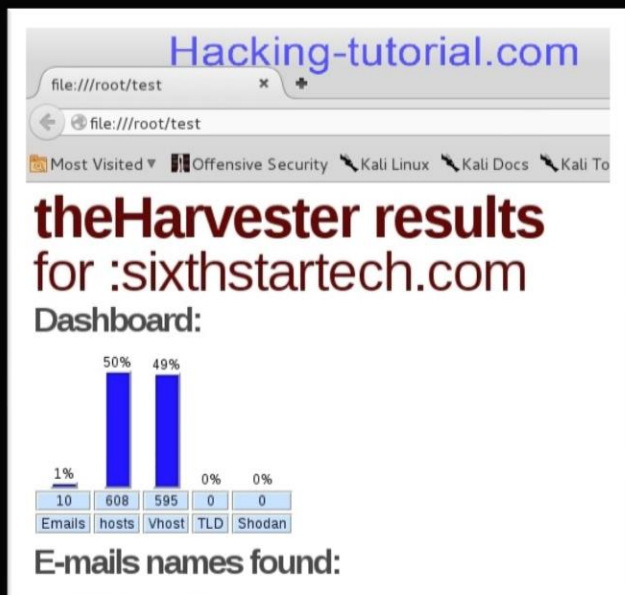 Hacking-tutorial.com
file:///root/test
file:///root/test
Most Visited Offensive Security Kali Linux Kali Docs Kali To
theHarvester results
for :sixthstartech.com
Dashboard:
50% 49%
1% 0% 0%
10 608 595 0 0
Emails hosts Vhost TLD Shodan
E-mails names found: